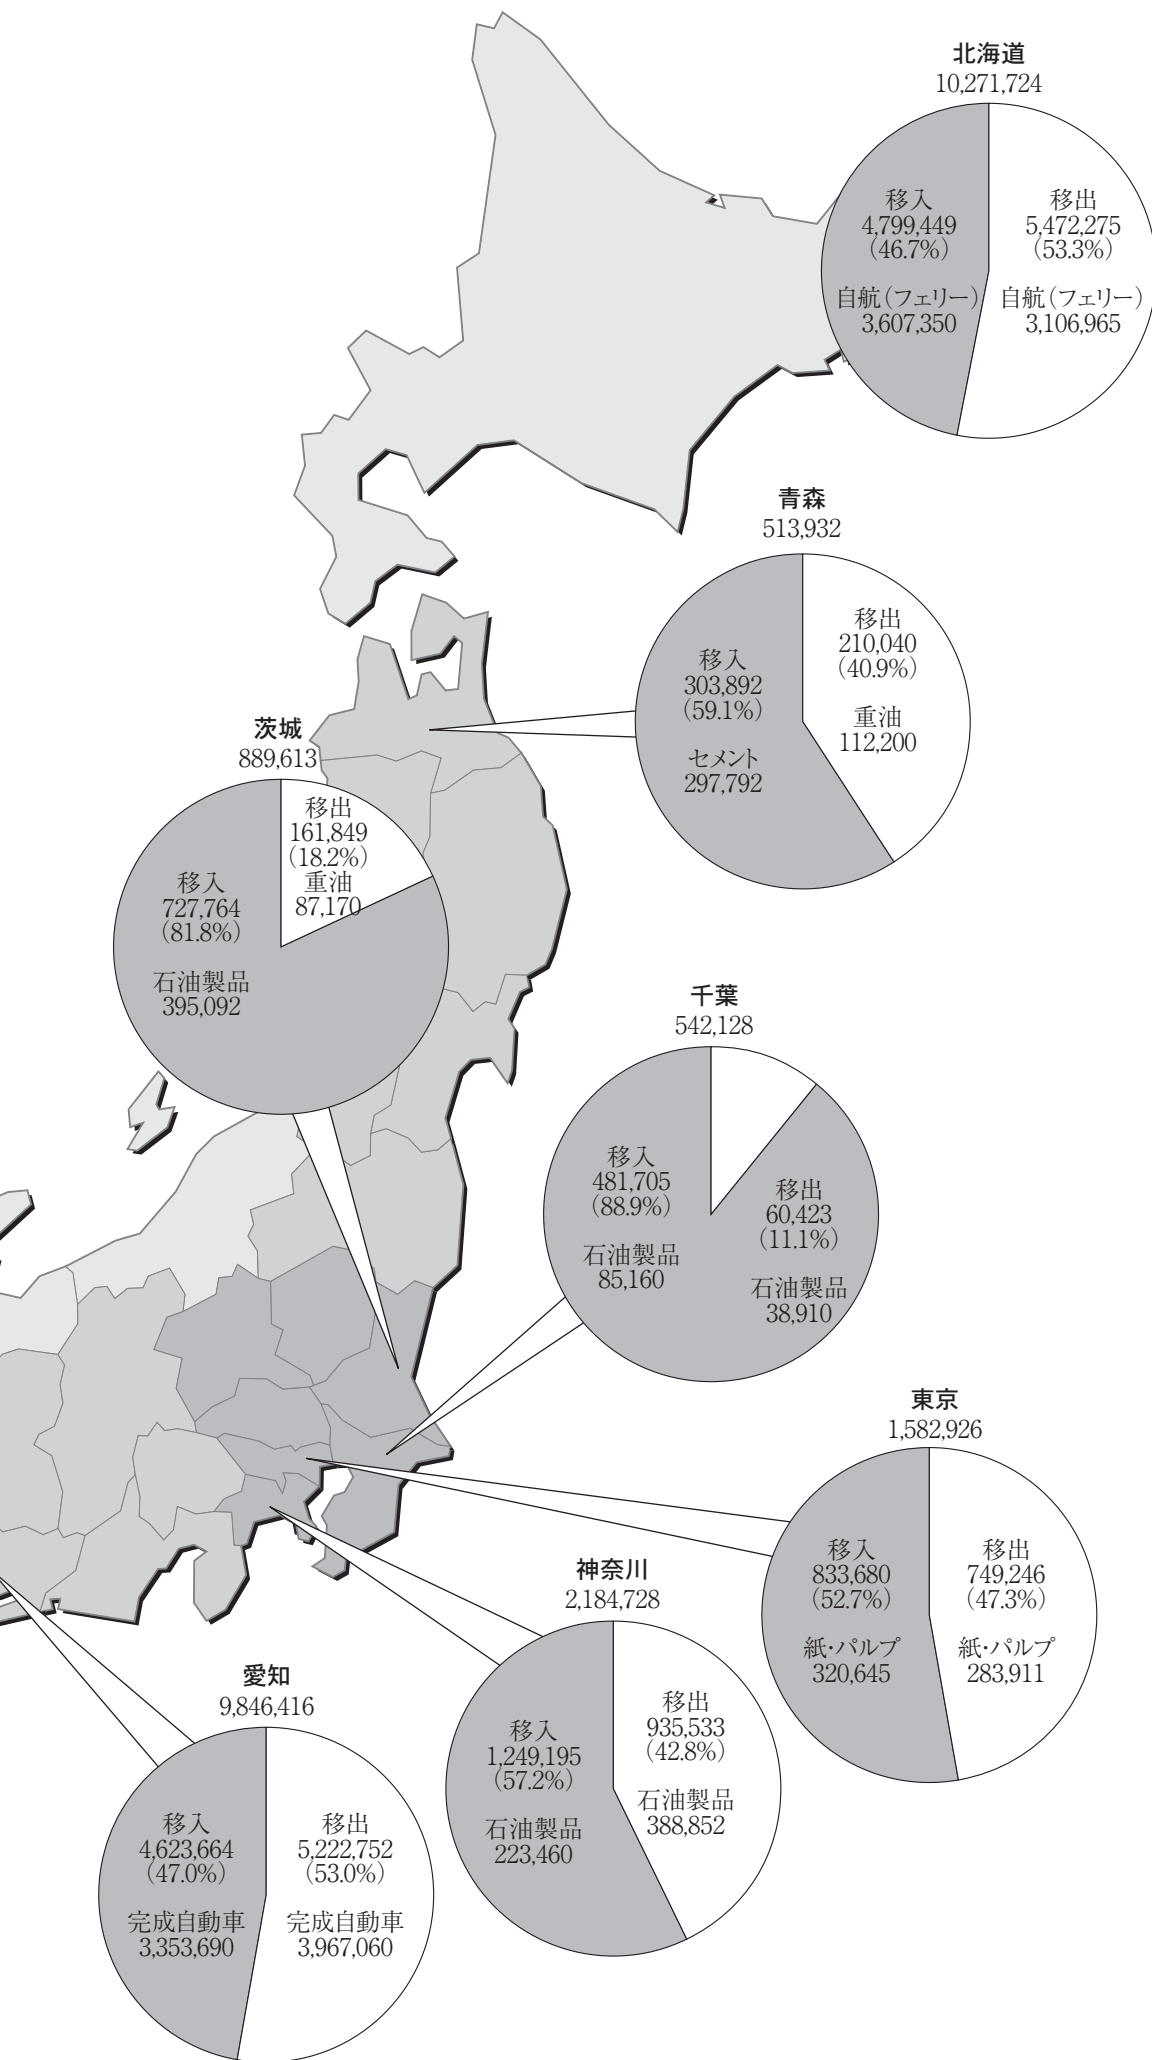 北海道
10,271,724
移入
4,799,449
(46.7%)
自航(フェリー)
3,607,350
移出
5,472,275
(53.3%)
自航(フェリー)
3,106,965
青森
513,932
移入
303,892
(59.1%)
セメント
297,792
移出
210,040
(40.9%)
重油
112,200
茨城
889,613
移入
727,764
(81.8%)
石油製品
395,092
移出
161,849
(18.2%)
重油
87,170
千葉
542,128
移入
481,705
(88.9%)
石油製品
85,160
移出
60,423
(11.1%)
石油製品
38,910
東京
1,582,926
移入
833,680
(52.7%)
紙・パルプ
320,645
移出
749,246
(47.3%)
紙・パルプ
283,911
神奈川
2,184,728
移入
1,249,195
(57.2%)
石油製品
223,460
移出
935,533
(42.8%)
石油製品
388,852
愛知
9,846,416
移入
4,623,664
(47.0%)
完成自動車
3,353,690
移出
5,222,752
(53.0%)
完成自動車
3,967,060